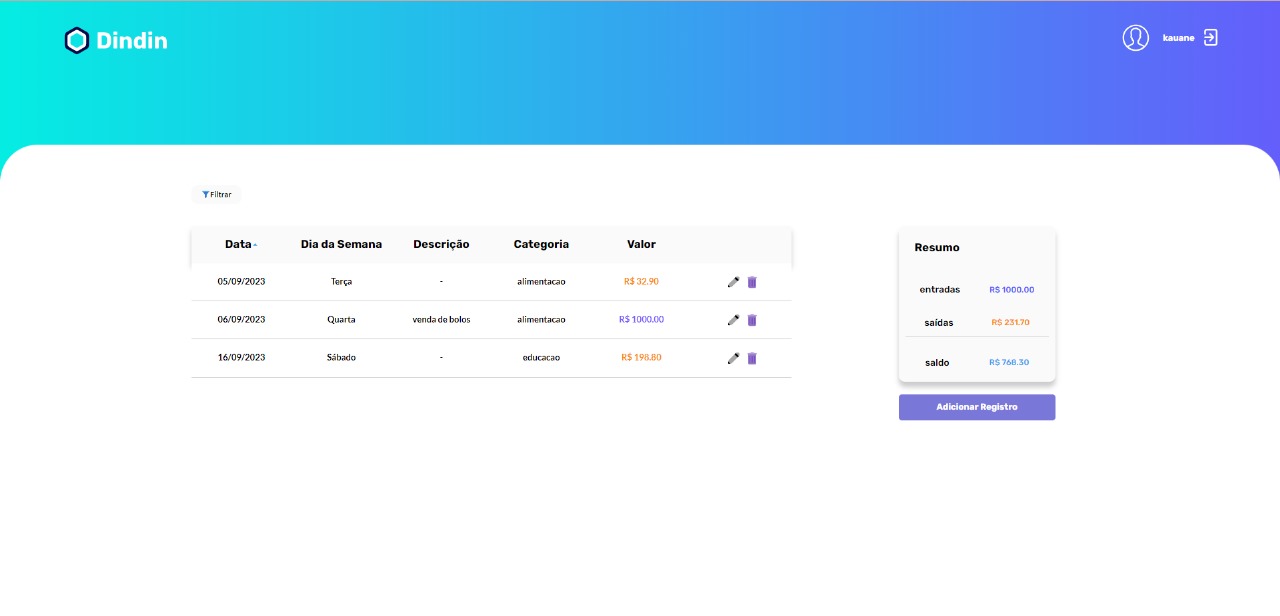 Dindin
kauane
Filtrar
Data Dia da Semana Descrição Categoria Valor
05/09/2023 Terça - alimentacao R$ 32.90
06/09/2023 Quarta venda de bolos alimentacao R$ 1000.00
16/09/2023 Sábado - educacao R$ 198.80
Resumo
entradas R$ 1000.00
saídas R$ 231.70
saldo R$ 768.30
Adicionar Registro